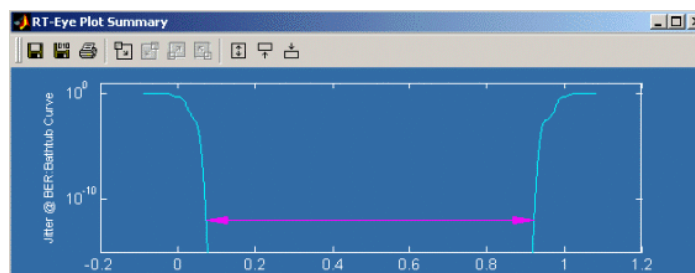 RT-Eye Plot Summary
D10
Jitter @ BER:Bathtub Curve
10^0
10^-10
-0.2 0 0.2 0.4 0.6 0.8 1 1.2